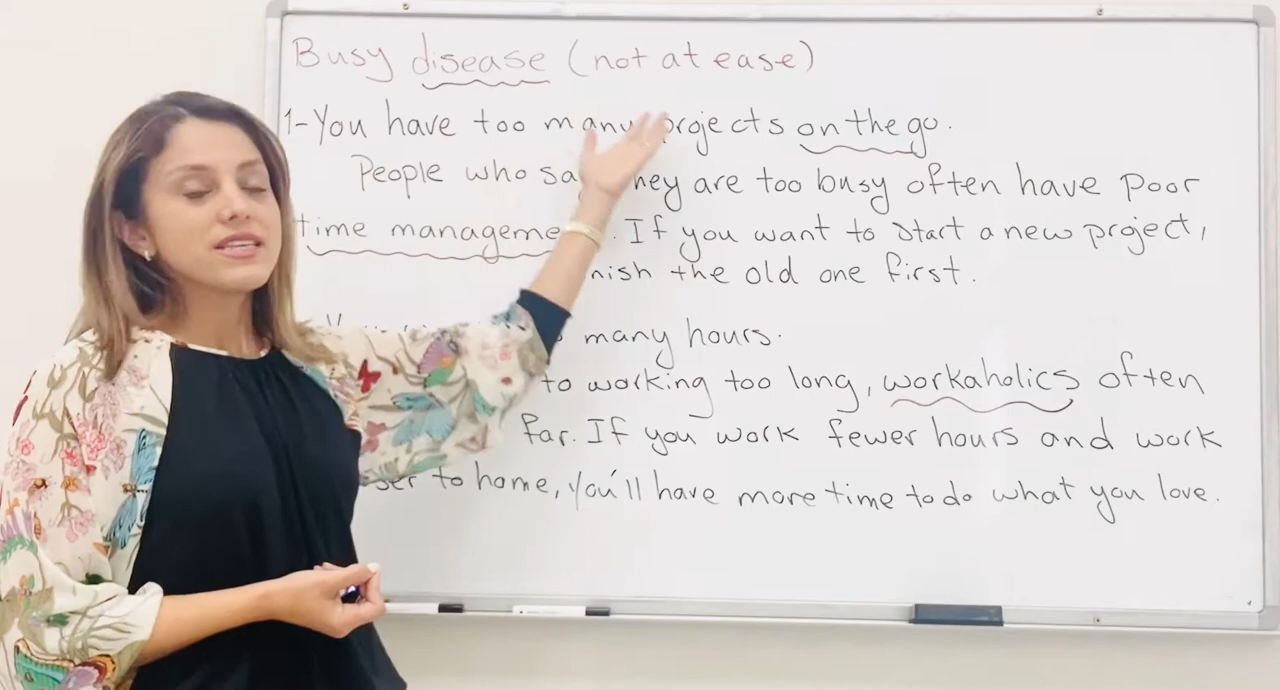 Busy disease (not at ease)
1- You have too many projects on the go.
People who say they are too busy often have poor
time management. If you want to start a new project,
the old one first.
many hours.
to working too long, workaholics often
far. If you work fewer hours and work
to home, you'll have more time to do what you love.